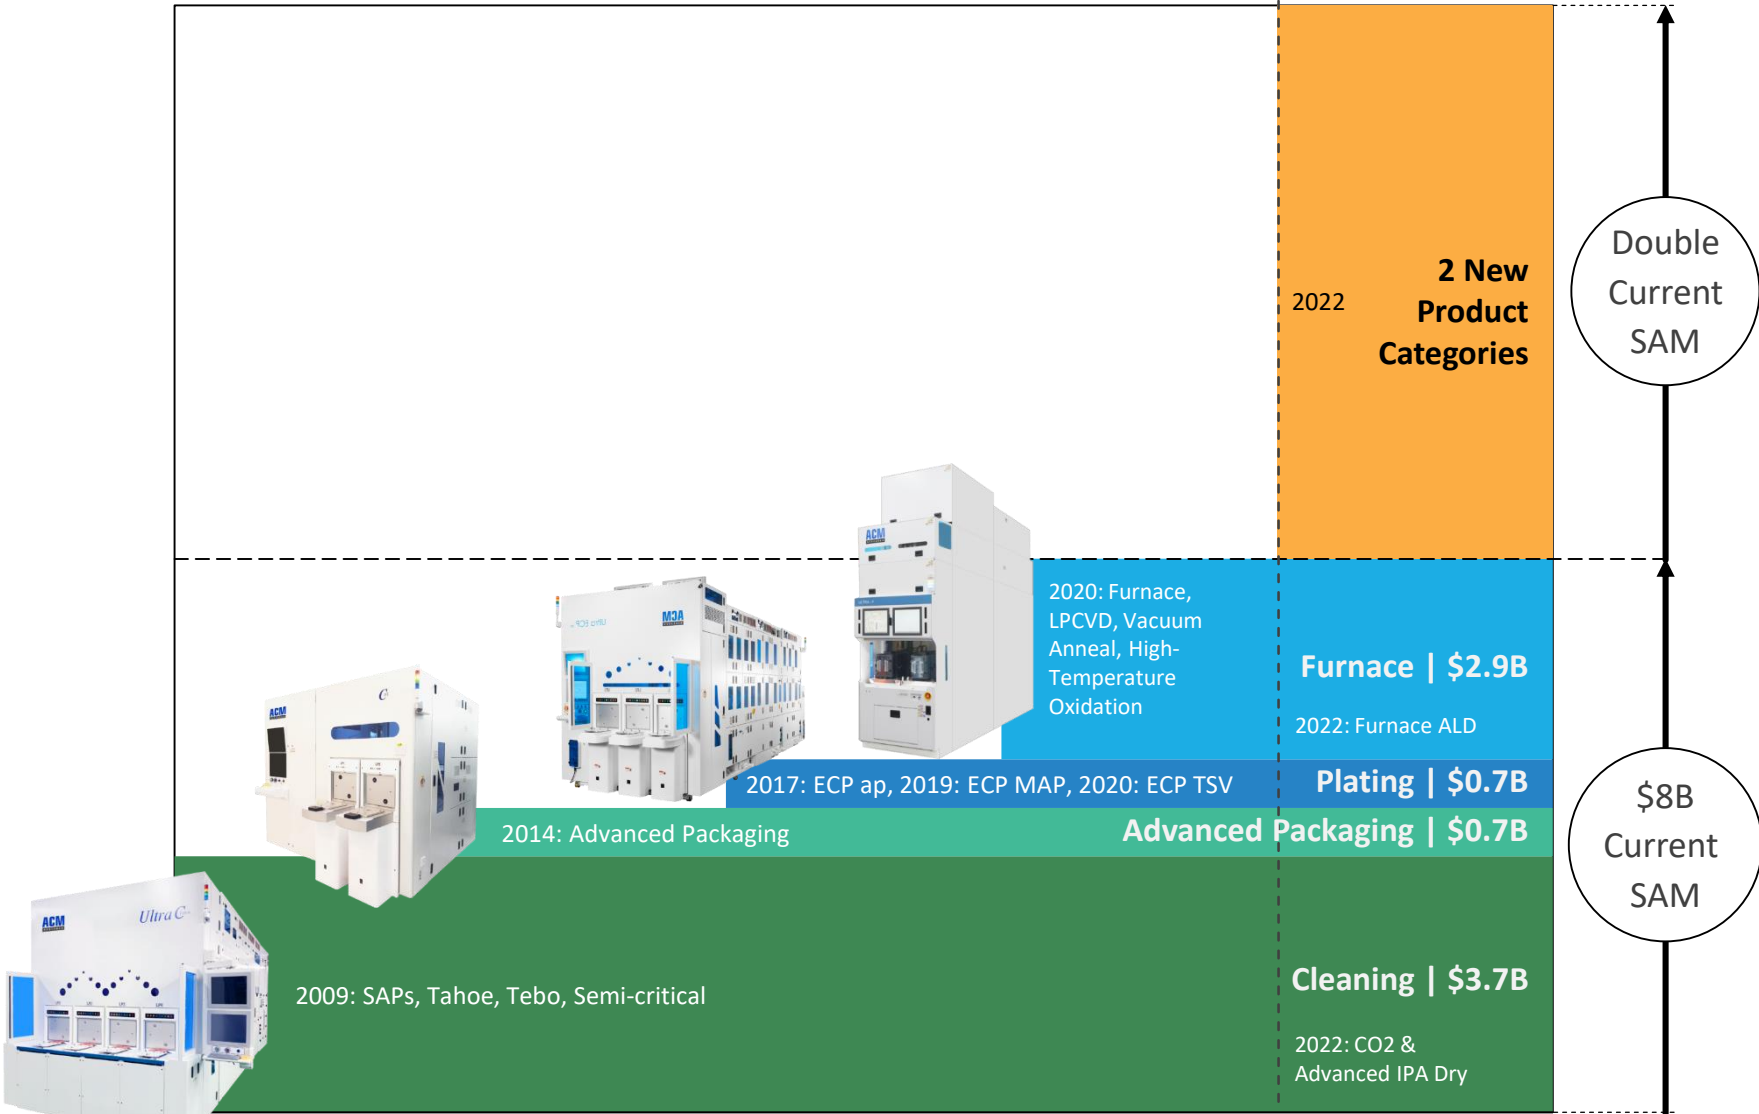 2 New
Product
Categories
2022
Double
Current
SAM
2020: Furnace,
LPCVD, Vacuum
Anneal, High-
Temperature
Oxidation
Furnace | $2.9B
2022: Furnace ALD
2017: ECP ap, 2019: ECP MAP, 2020: ECP TSV
Plating | $0.7B
2014: Advanced Packaging
Advanced Packaging | $0.7B
$8B
Current
SAM
2009: SAPs, Tahoe, Tebo, Semi-critical
Cleaning | $3.7B
2022: CO2 &
Advanced IPA Dry
ACM
ACM
Ultra ECP
ACM
ACM
Ultra C